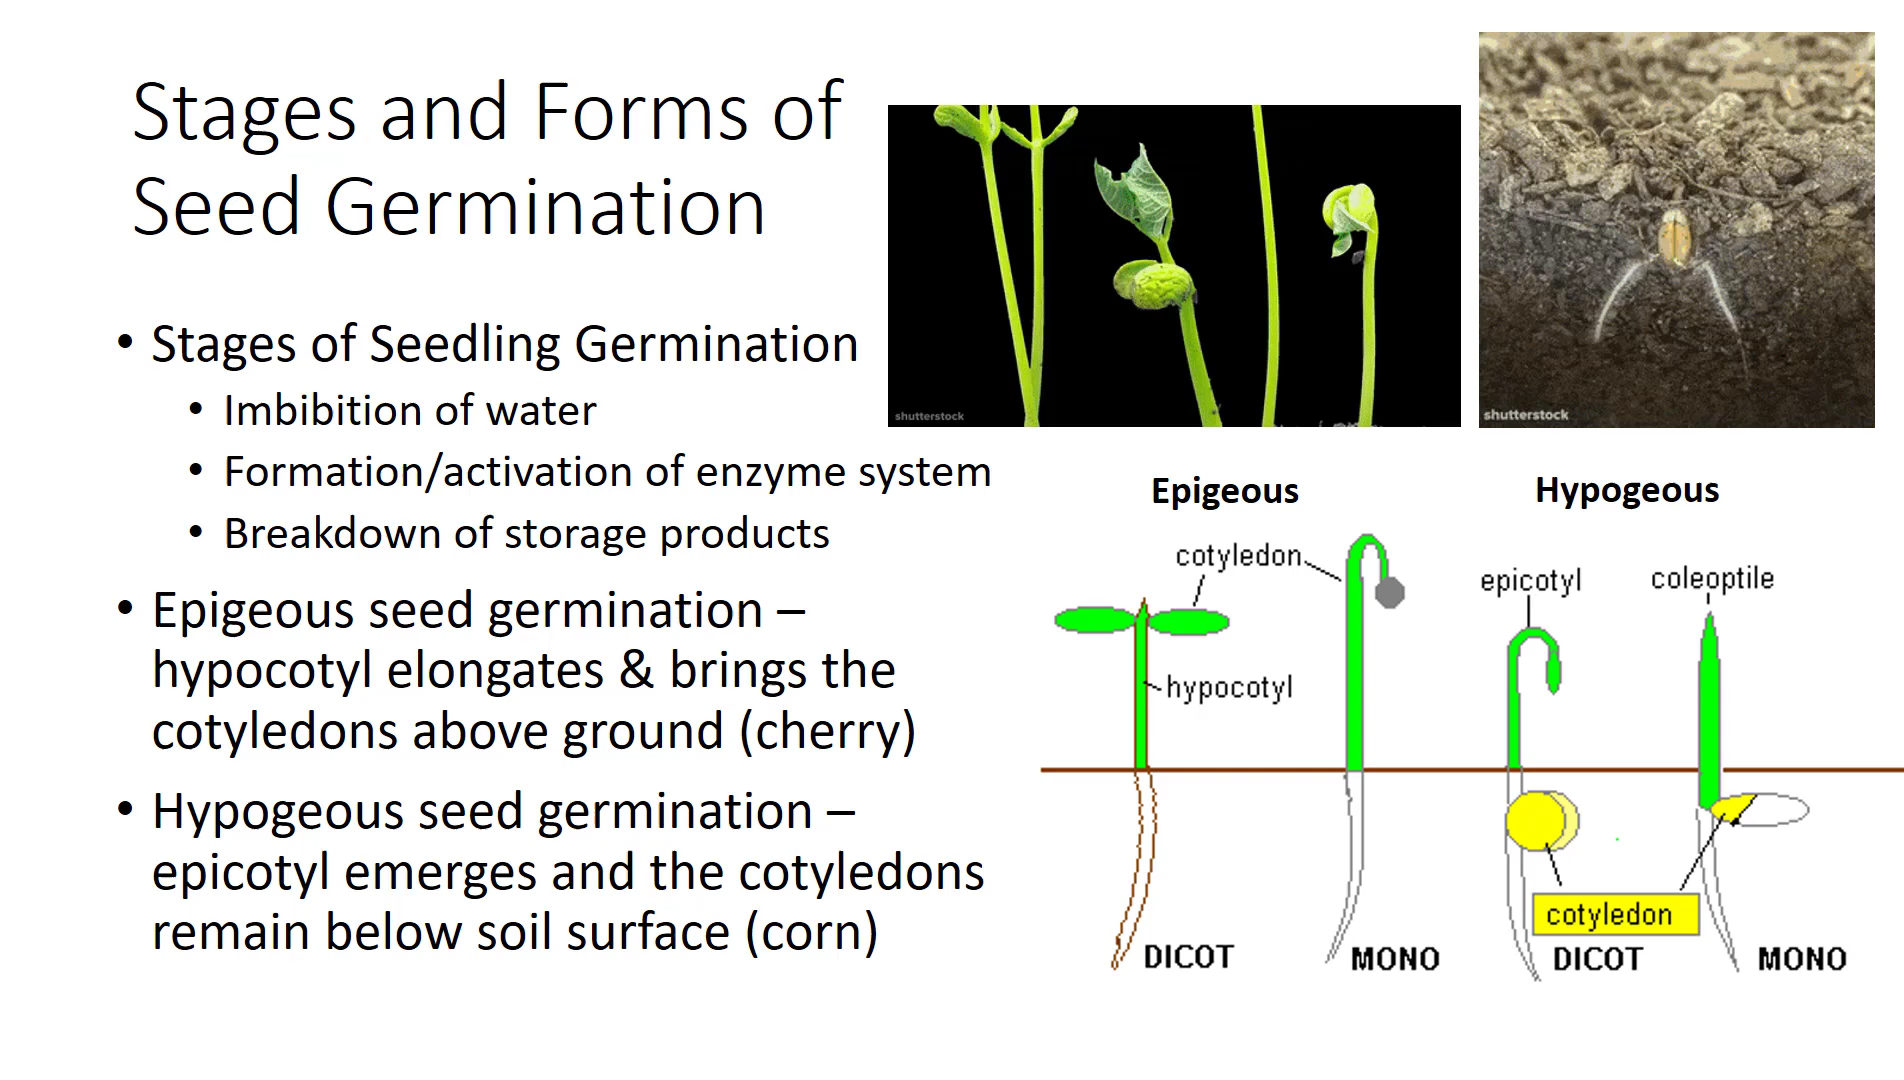 Stages and Forms of
Seed Germination
• Stages of Seedling Germination
• Imbibition of water
• Formation/activation of enzyme system
• Breakdown of storage products
• Epigeous seed germination –
hypocotyl elongates & brings the
cotyledons above ground (cherry)
• Hypogeous seed germination –
epicotyl emerges and the cotyledons
remain below soil surface (corn)
shutterstock
shutterstock
Epigeous
Hypogeous
cotyledon
epicotyl
coleoptile
hypocotyl
cotyledon
DICOT
MONO
DICOT
MONO